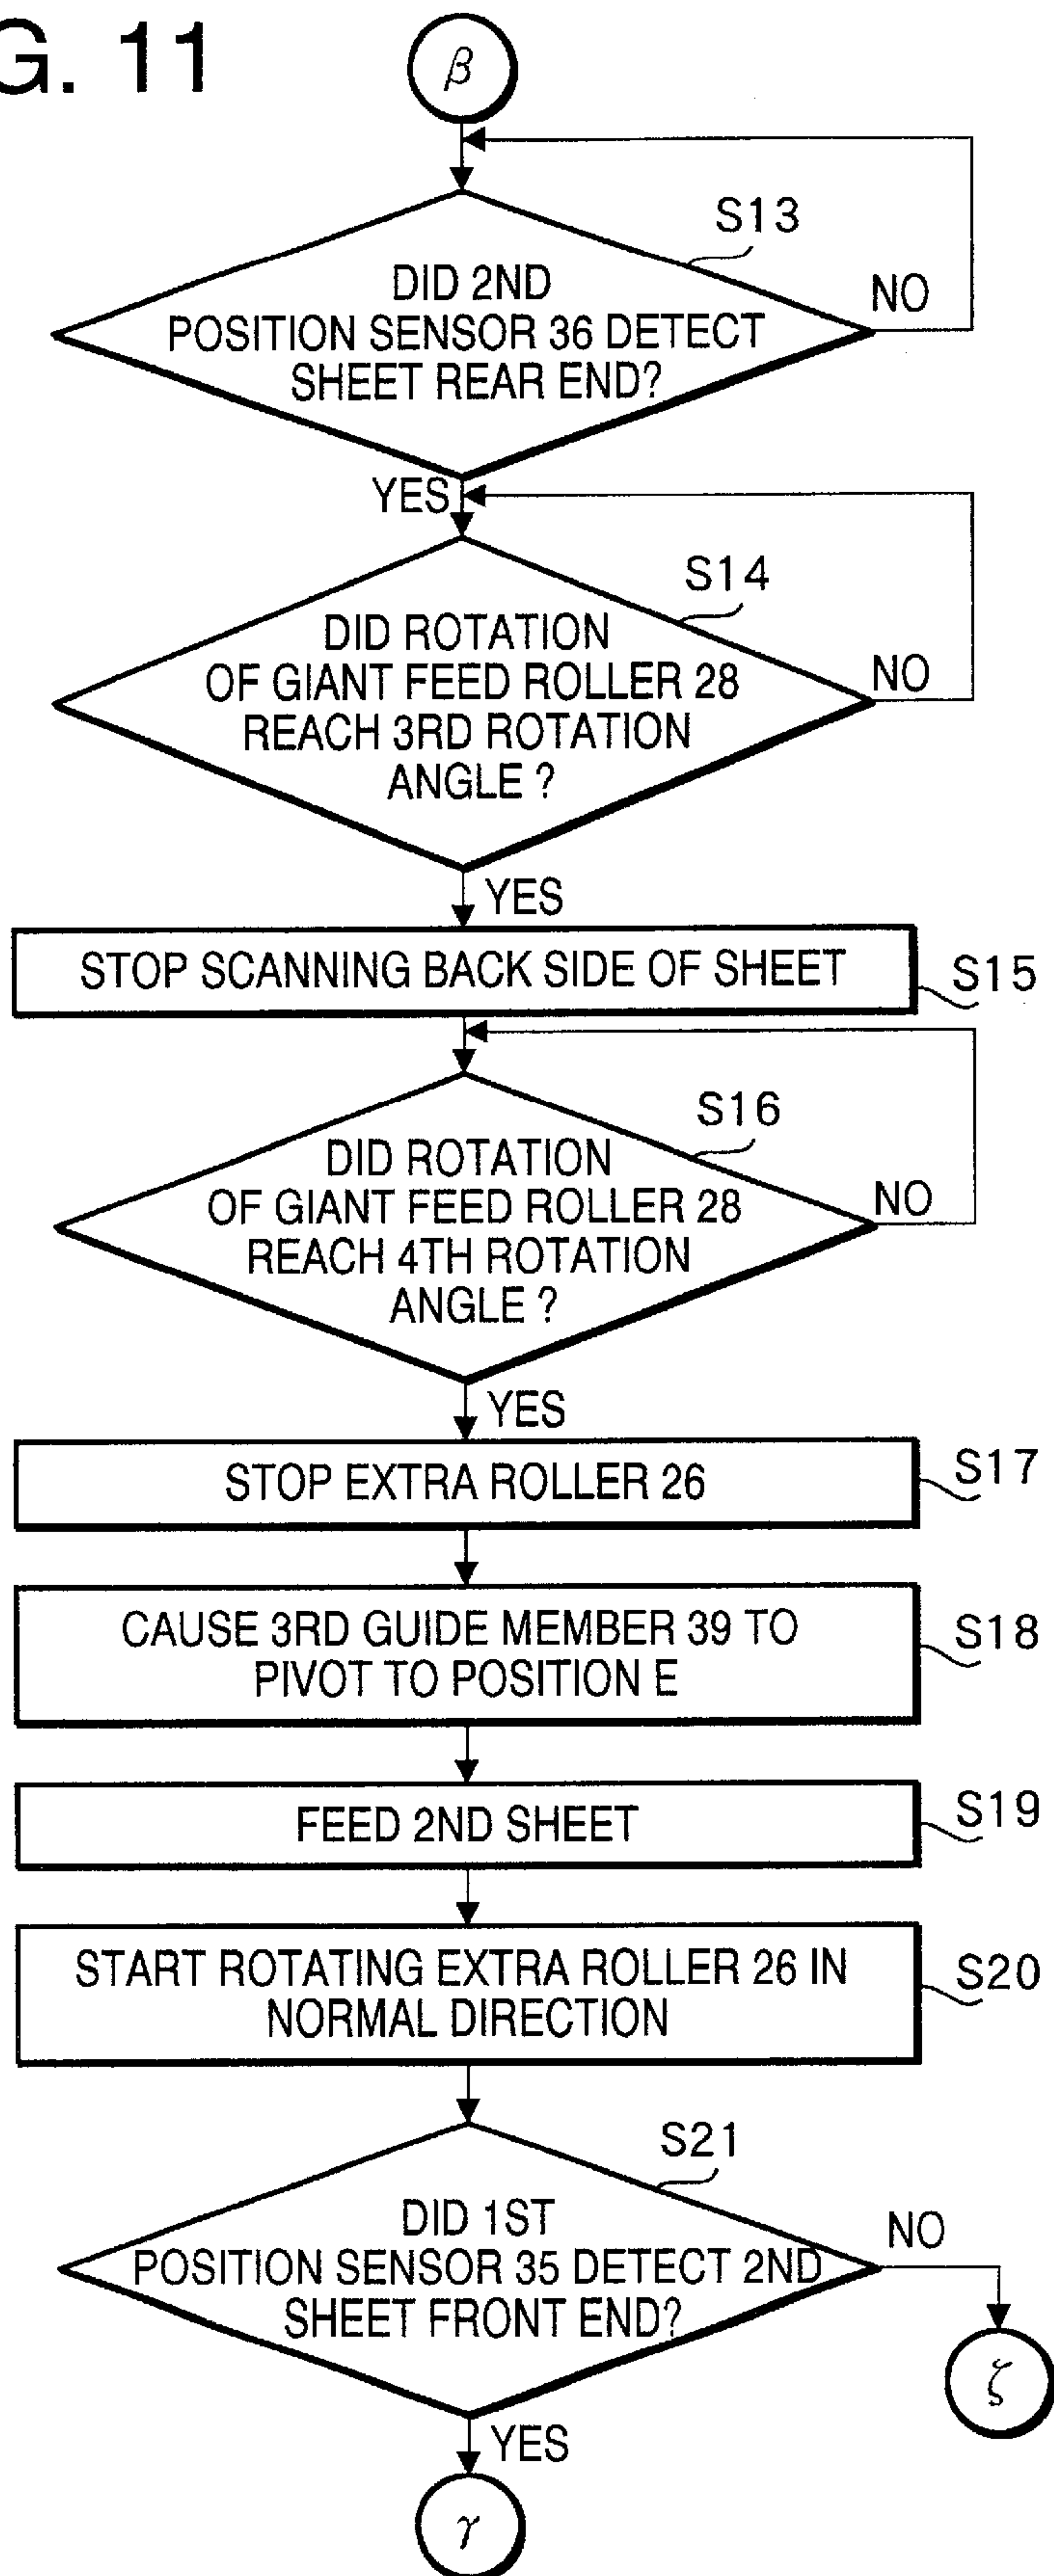 G. 11
β
S13
DID 2ND
POSITION SENSOR 36 DETECT
SHEET REAR END?
NO
YES
S14
DID ROTATION
OF GIANT FEED ROLLER 28
REACH 3RD ROTATION
ANGLE ?
NO
YES
STOP SCANNING BACK SIDE OF SHEET
S15
S16
DID ROTATION
OF GIANT FEED ROLLER 28
REACH 4TH ROTATION
ANGLE ?
NO
YES
STOP EXTRA ROLLER 26
S17
CAUSE 3RD GUIDE MEMBER 39 TO
PIVOT TO POSITION E
S18
FEED 2ND SHEET
S19
START ROTATING EXTRA ROLLER 26 IN
NORMAL DIRECTION
S20
S21
DID 1ST
POSITION SENSOR 35 DETECT 2ND
SHEET FRONT END?
NO
ζ
YES
γ